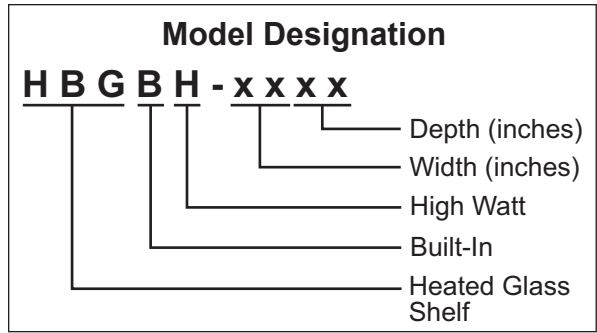 Model Designation
H B G B H - x x x x
Depth (inches)
Width (inches)
High Watt
Built-In
Heated Glass
Shelf